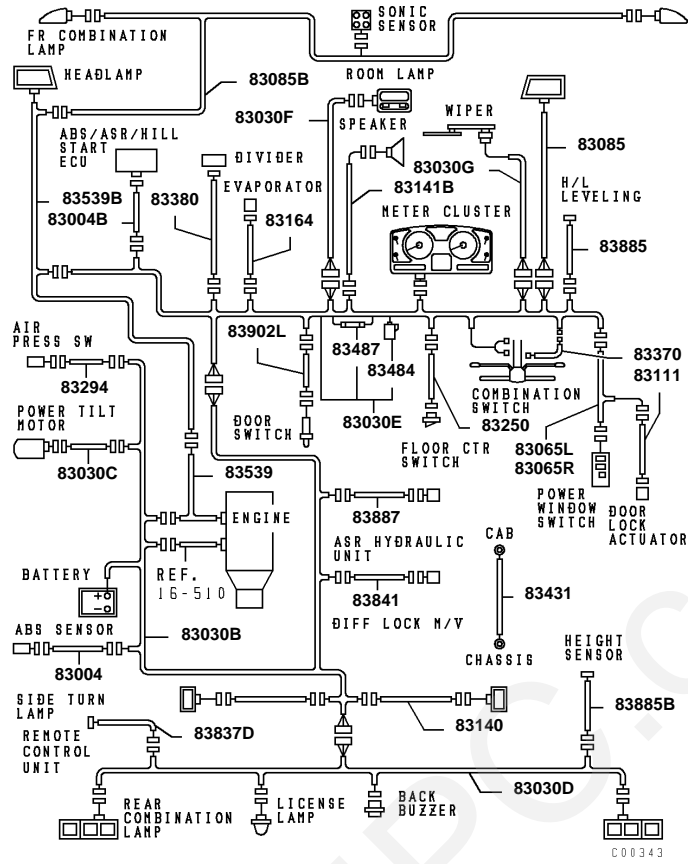 SONIC
SENSOR
FR COMBINATION
LAMP
HEADLAMP
83085B
ROOM LAMP
83030F
SPEAKER
WIPER
83085
ABS/ASR/HILL
START
ECU
DIVIDER
83030G
83141B
H/L
LEVELING
83539B
83004B
83380
EVAPORATOR
83164
METER CLUSTER
83885
AIR
PRESS SW
83902L
83487
83484
83370
83111
83294
COMBINATION
SWITCH
POWER TILT
MOTOR
DOOR
SWITCH
83030E
83250
FLOOR CTR
SWITCH
83065L
83065R
83030C
83539
POWER
WINDOW
SWITCH
DOOR
LOCK
ACTUATOR
83887
ENGINE
ASR HYDRAULIC
UNIT
CAB
BATTERY
REF.
16-510
83841
83431
DIFF LOCK M/V
ABS SENSOR
83030B
83004
CHASSIS
HEIGHT
SENSOR
SIDE TURN
LAMP
83837D
83140
83885B
REMOTE
CONTROL
UNIT
83030D
REAR
COMBINATION
LAMP
LICENSE
LAMP
BACK
BUZZER
C00343